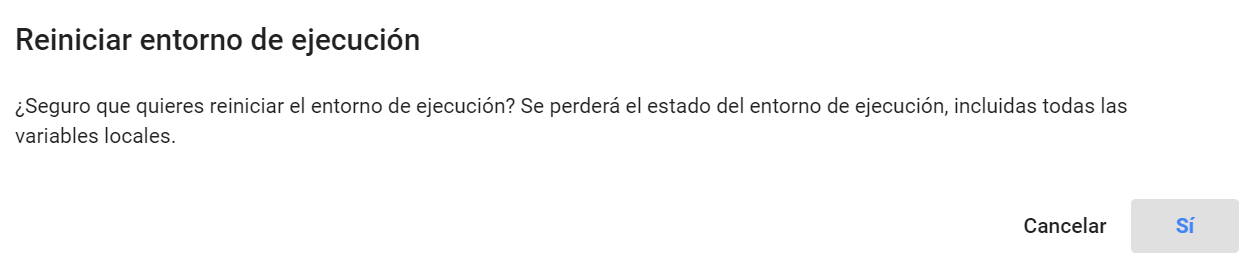 Reiniciar entorno de ejecución
¿Seguro que quieres reiniciar el entorno de ejecución? Se perderá el estado del entorno de ejecución, incluidas todas las
variables locales.
Cancelar
Sí